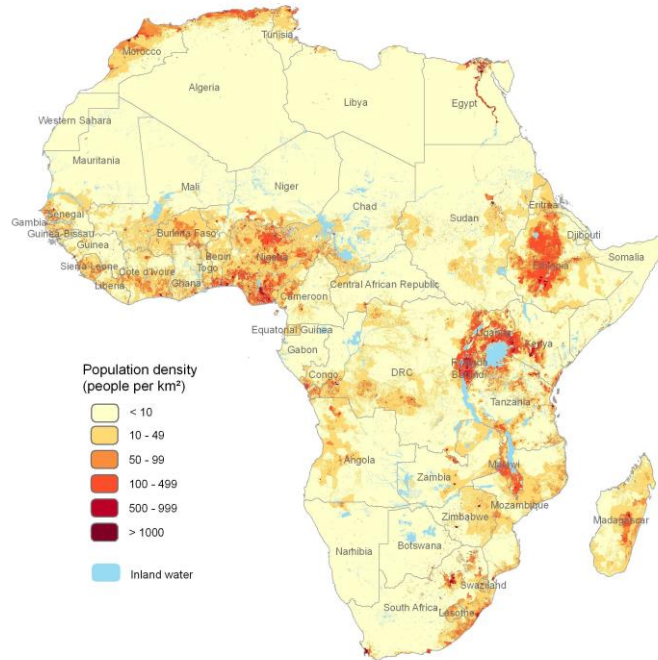 Tunisia
Morocco
Algeria
Libya
Egypt
Western Sahara
Mauritania
Mali
Niger
Chad
Sudan
Eritrea
Senegal
Gambia
Guinea-Bissau
Guinea
Burkina Faso
Djibouti
Benin
Nigeria
Somalia
Sierra Leone
Cote d'Ivoire
Togo
Ethiopia
Liberia
Ghana
Central African Republic
Cameroon
Equatorial Guinea
Uganda
Kenya
Gabon
Congo
DRC
Rwanda
Burundi
Tanzania
Population density
(people per km²)
< 10
10 - 49
50 - 99
100 - 499
500 - 999
> 1000
Inland water
Angola
Malawi
Zambia
Mozambique
Madagascar
Zimbabwe
Namibia
Botswana
Swaziland
South Africa
Lesotho